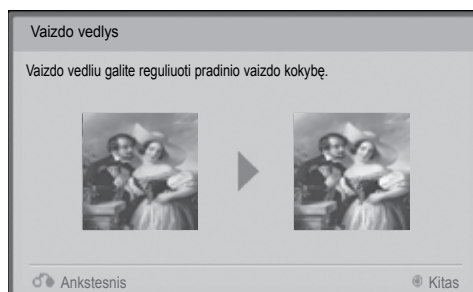 Vaizdo vedlys
Vaizdo vedliu galite reguliuoti pradinio vaizdo kokybę.
Ankstesnis
Kitas